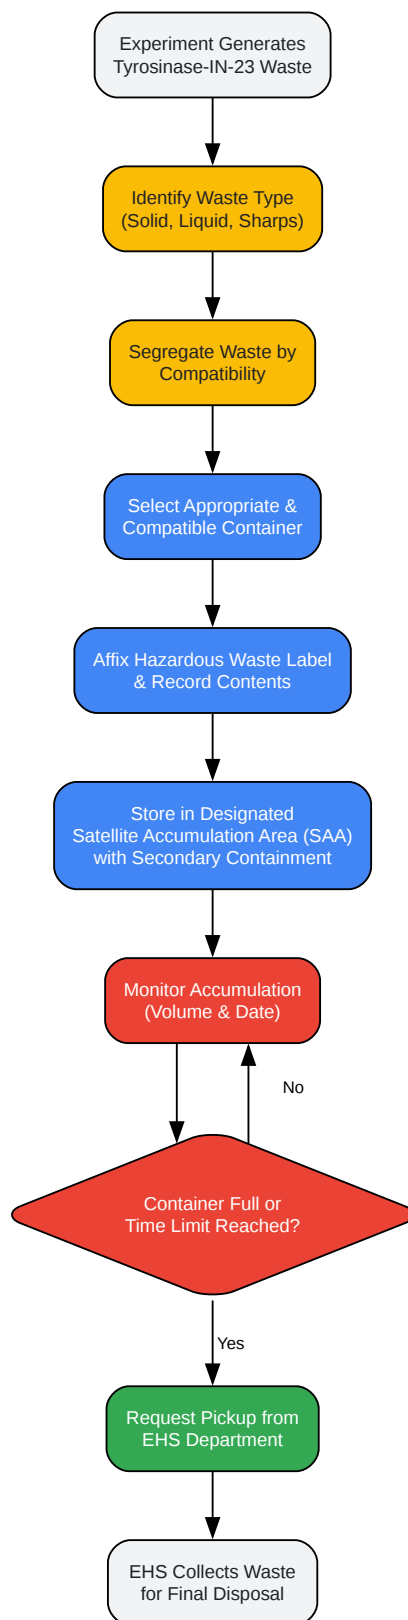 Experiment Generates
Tyrosinase-IN-23 Waste
Identify Waste Type
(Solid, Liquid, Sharps)
Segregate Waste by
Compatibility
Select Appropriate &
Compatible Container
Affix Hazardous Waste Label
& Record Contents
Store in Designated
Satellite Accumulation Area (SAA)
with Secondary Containment
Monitor Accumulation
(Volume & Date)
No
Container Full or
Time Limit Reached?
Yes
Request Pickup from
EHS Department
EHS Collects Waste
for Final Disposal